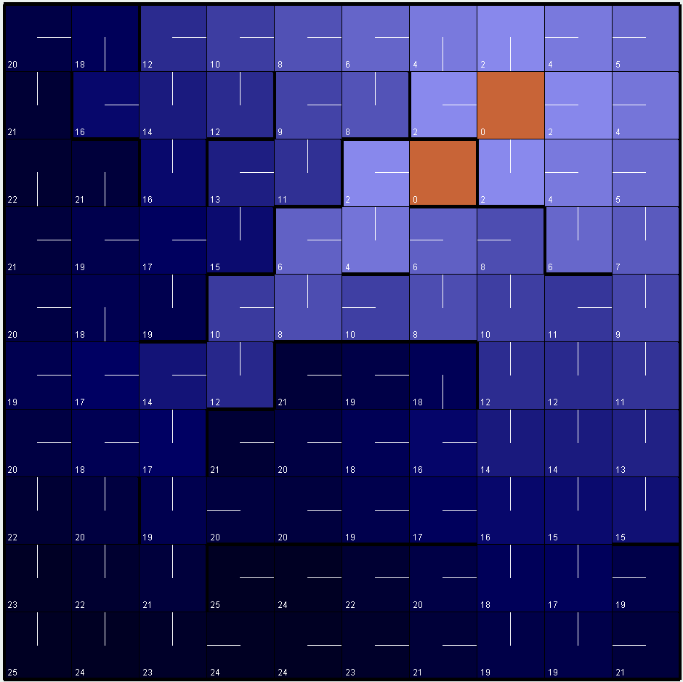 20 18 12 10 8 6 4 2 4 5
21 16 14 12 9 8 2 0 2 4
22 21 16 13 11 2 0 2 4 5
21 19 17 15 6 4 6 8 6 7
20 18 19 10 8 10 8 10 11 9
19 17 14 12 21 19 18 12 12 11
20 18 17 21 20 18 16 14 14 13
22 20 19 20 20 19 17 16 15 15
23 22 21 25 24 22 20 18 17 19
25 24 23 24 24 23 21 19 19 21